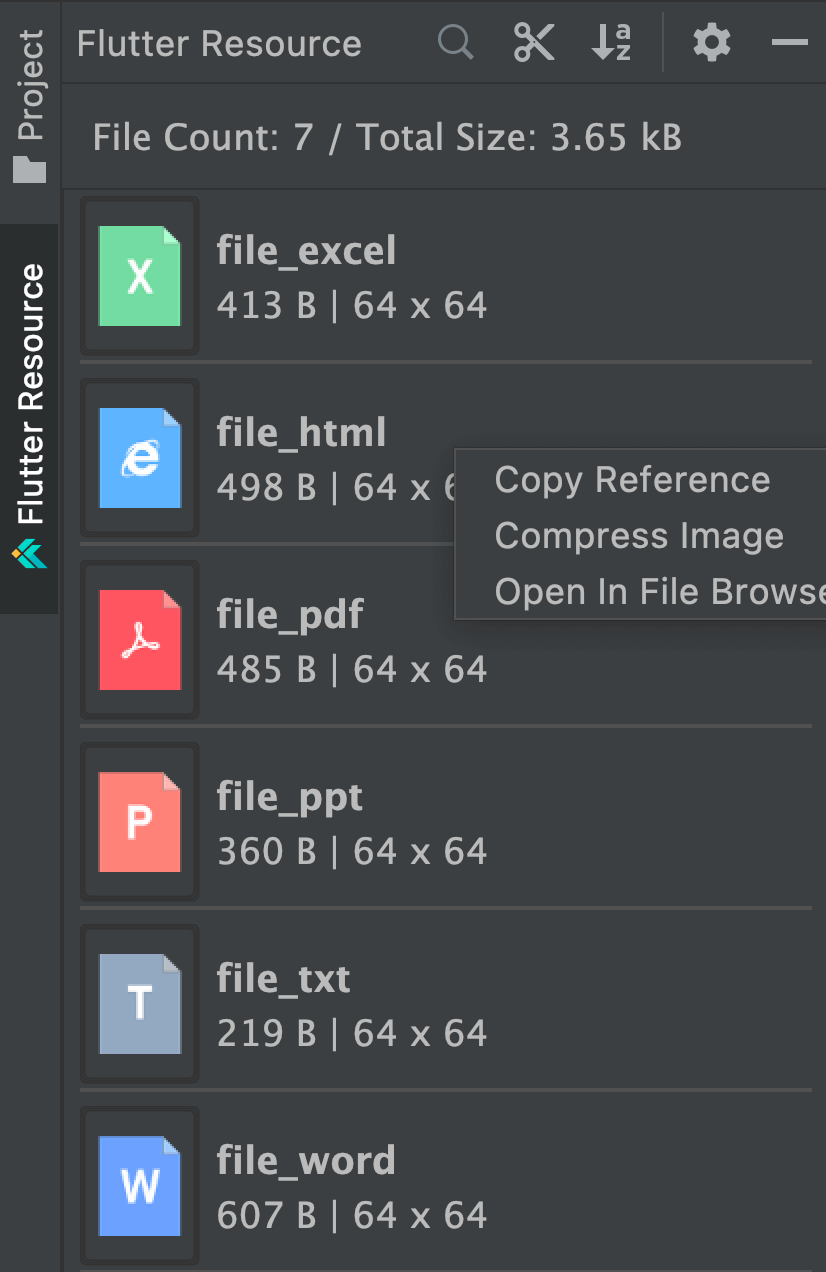 Project
Flutter Resource
Flutter Resource
File Count: 7 / Total Size: 3.65 kB
X
file_excel
413 B | 64 x 64
file_html
498 B | 64 x
Copy Reference
Compress Image
Open In File
file_pdf
485 B | 64 x 64
P
file_ppt
360 B | 64 x 64
T
file_txt
219 B | 64 x 64
W
file_word
607 B | 64 x 64